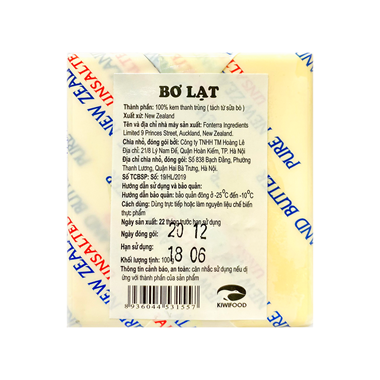 BƠ LẠT
Thành phần: 100% kem thanh trùng ( tách từ sữa bò )
Xuất xứ: New Zealand
Tên và địa chỉ nhà máy sản xuất: Fonterra Ingredients
Limited 9 Princes Street, Auckland, New Zealand.
Chia nhỏ, đóng gói bởi: Công ty TNHH TM Hoàng Lê
Địa chỉ: 21/8 Lý Nam Đế, Quận Hoàn Kiếm, TP. Hà Nội
Địa chỉ chia nhỏ, đóng gói: Số 638 Bạch Đằng, Phường
Thanh Lương, Quận Hai Bà Trưng, Hà Nội.
Số TCBSP: Số: 19/HL/2019
Hướng dẫn sử dụng và bảo quản:
Hướng dẫn bảo quản: bảo quản đông ở -25°C đến -10°C
Cách dùng: Dùng trực tiếp hoặc làm nguyên liệu chế biến
thực phẩm
Ngày sản xuất: 22 tháng trước hạn sử dụng
Ngày đóng gói: 20 12
Hạn sử dụng: 18 06
Khối lượng tịnh: 100g
Thông tin cảnh báo, an toàn: cân nhắc sử dụng nếu dị
ứng với thành phần của sản phẩm
8936044531557
KIWIFOOD
NEW ZEALAND
UNSALTED
PURE NEW
AND BUTTER